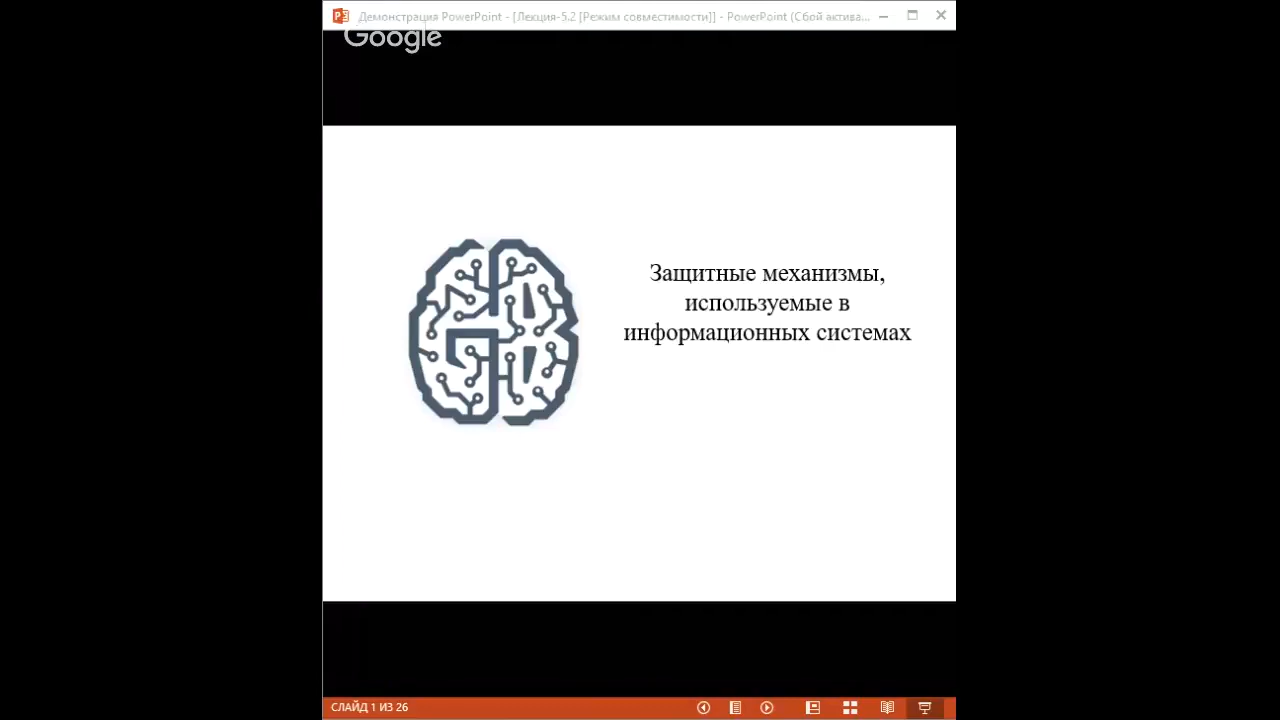 Демонстрация PowerPoint - [Лекция-5.2 [Режим совместимости]] - PowerPoint (Сбой актива...
Google
Защитные механизмы,
используемые в
информационных системах
СЛАЙД 1 ИЗ 26